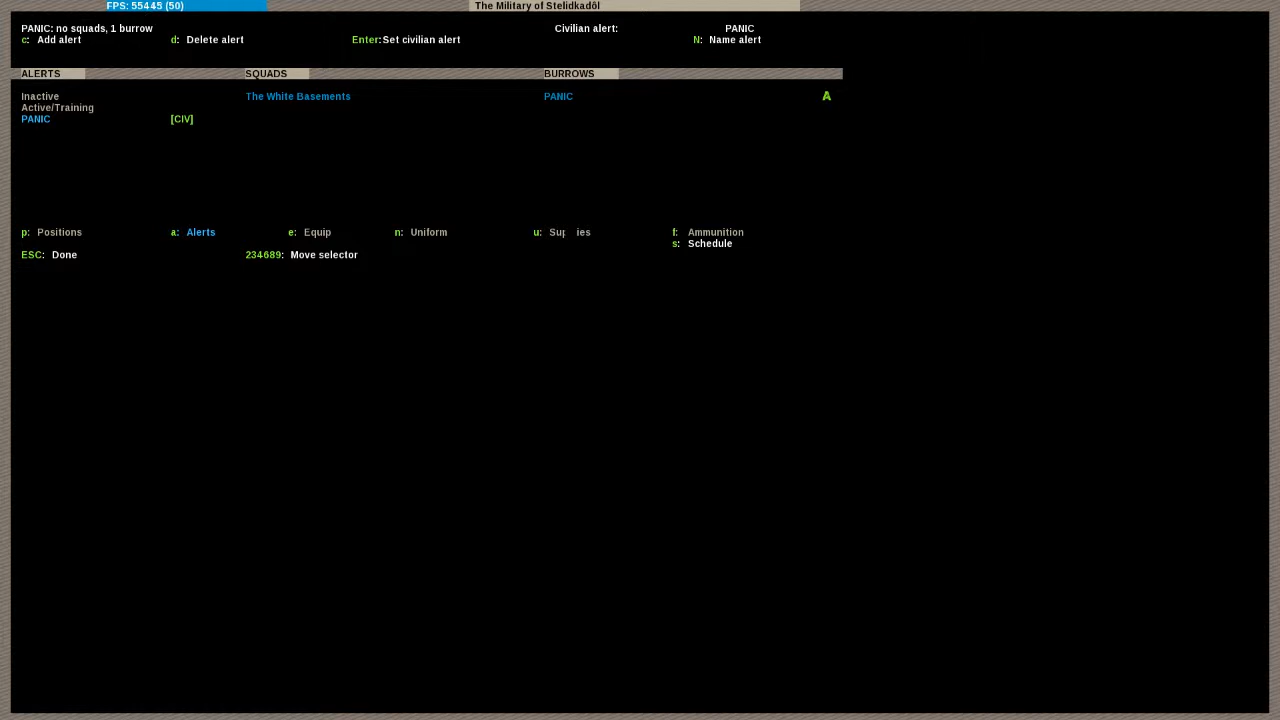 FPS: 55445 (50) The Military of Stelidkadôl
PANIC: no squads, 1 burrow Civilian alert: PANIC
c: Add alert d: Delete alert Enter:Set civilian alert N: Name alert
ALERTS SQUADS BURROWS
Inactive The White Basements PANIC A
Active/Training
PANIC [CIV]
p: Positions a: Alerts e: Equip n: Uniform u: Sup ies f: Ammunition
s: Schedule
ESC: Done 234689: Move selector